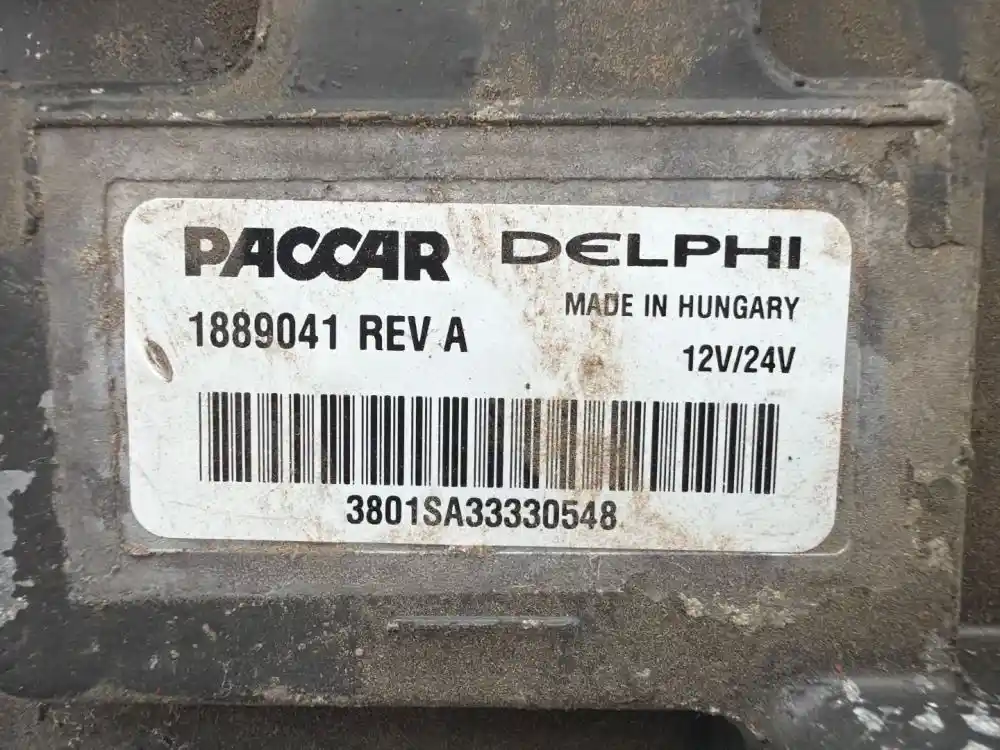 PACCAR DELPHI
MADE IN HUNGARY
1889041 REV A
12V/24V
3801SA33330548